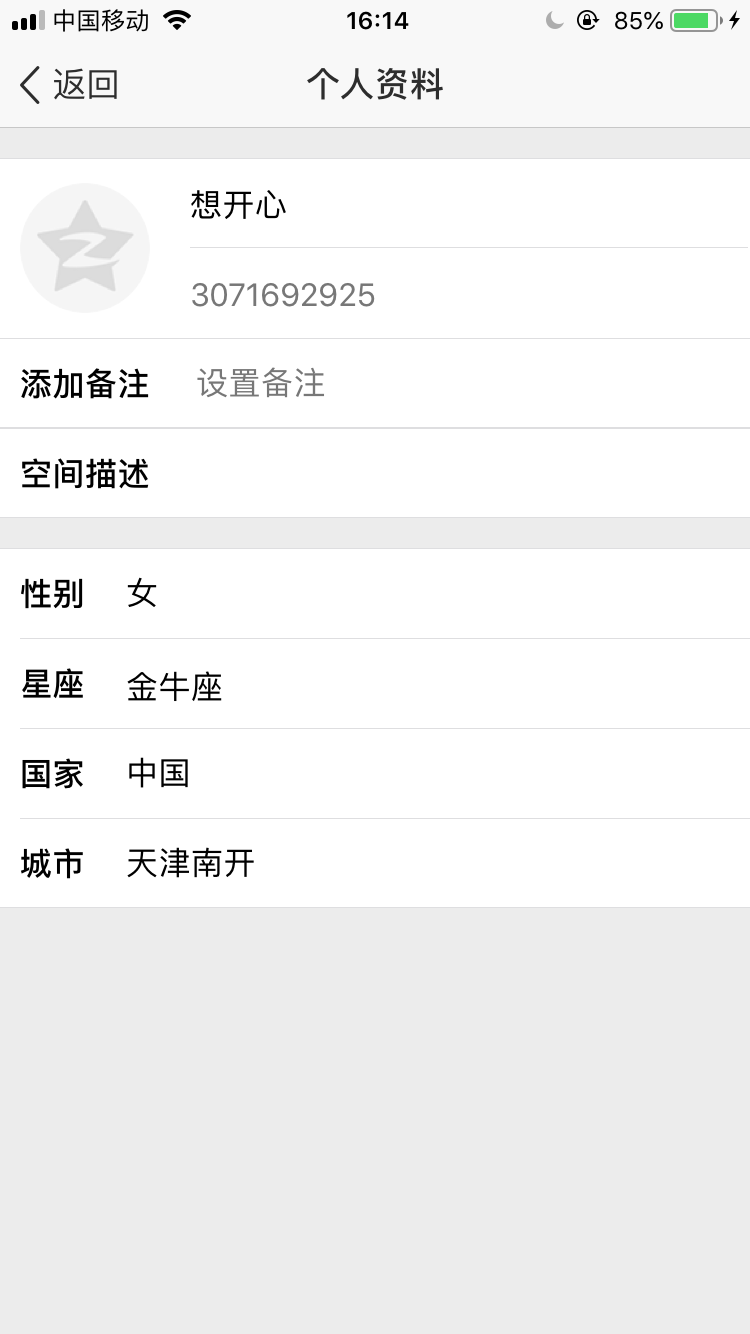 中国移动 16:14 85%
返回 个人资料
想开心
3071692925
添加备注 设置备注
空间描述
性别 女
星座 金牛座
国家 中国
城市 天津南开